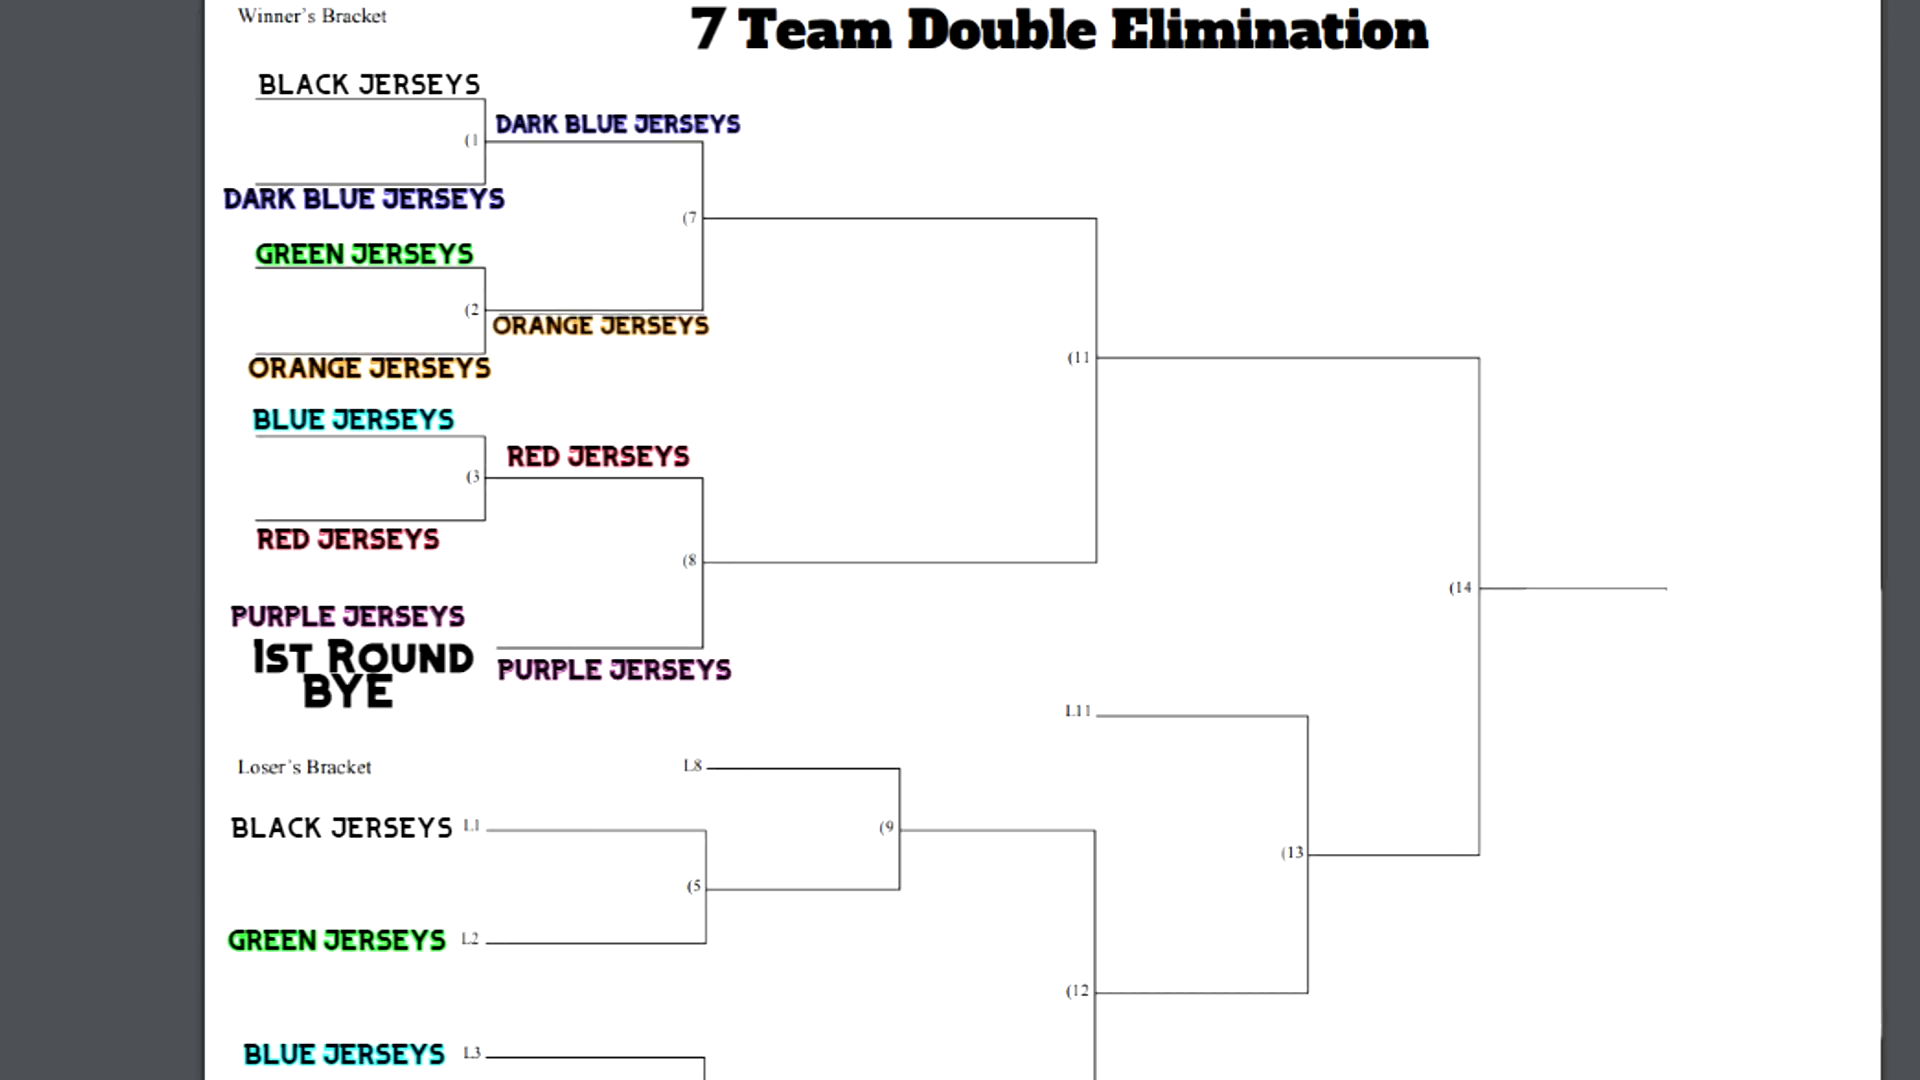 Winner's Bracket
7 Team Double Elimination
BLACK JERSEYS
(1
DARK BLUE JERSEYS
DARK BLUE JERSEYS
(7
GREEN JERSEYS
(2
ORANGE JERSEYS
ORANGE JERSEYS
(11
BLUE JERSEYS
RED JERSEYS
(3
RED JERSEYS
(8
(14
PURPLE JERSEYS
1ST ROUND
BYE
PURPLE JERSEYS
L11
Loser's Bracket
L8
BLACK JERSEYS L1
(9
(13
(5
GREEN JERSEYS L2
(12
BLUE JERSEYS L3